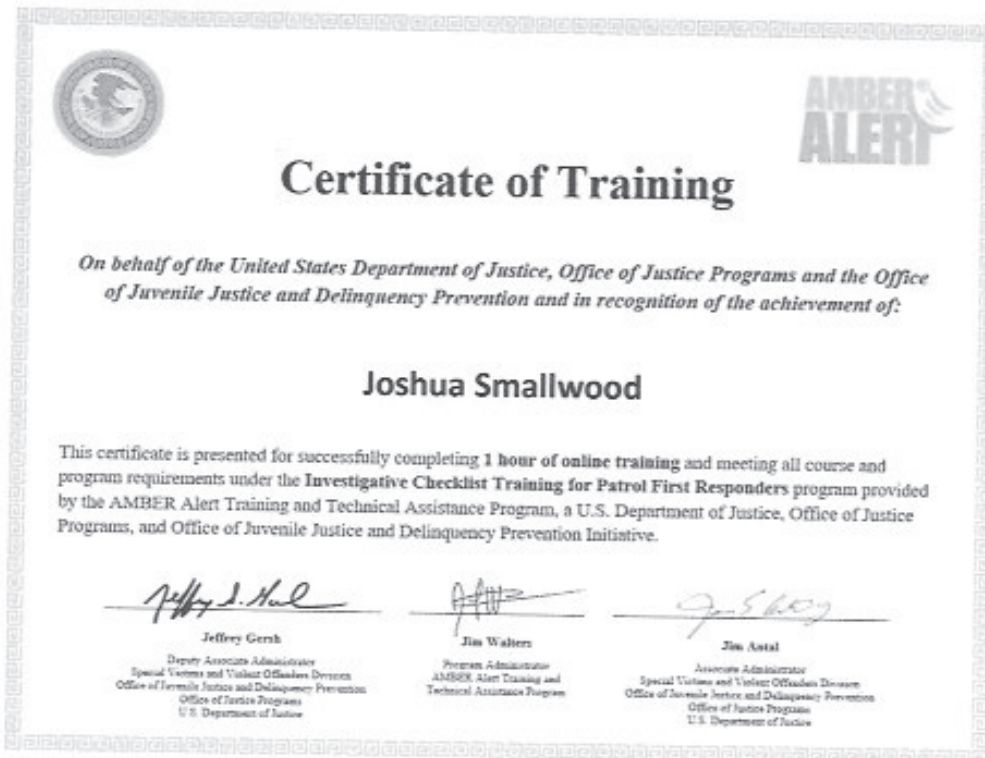 AMBER
ALERT
Certificate of Training
On behalf of the United States Department of Justice, Office of Justice Programs and the Office
of Juvenile Justice and Delinquency Prevention and in recognition of the achievement of:
Joshua Smallwood
This certificate is presented for successfully completing 1 hour of online training and meeting all course and
program requirements under the Investigative Checklist Training for Patrol First Responders program provided
by the AMBER Alert Training and Technical Assistance Program, a U.S. Department of Justice, Office of Justice
Programs, and Office of Juvenile Justice and Delinquency Prevention Initiative.
Jeffrey Gersh
Deputy Associate Administrator
Special Victims and Violent Offenders Division
Office of Juvenile Justice and Delinquency Prevention
Office of Justice Programs
U.S. Department of Justice
Jim Walters
Program Administrator
AMBER Alert Training and
Technical Assistance Program
Jim Antal
Associate Administrator
Special Victims and Violent Offenders Division
Office of Juvenile Justice and Delinquency Prevention
Office of Justice Programs
U.S. Department of Justice